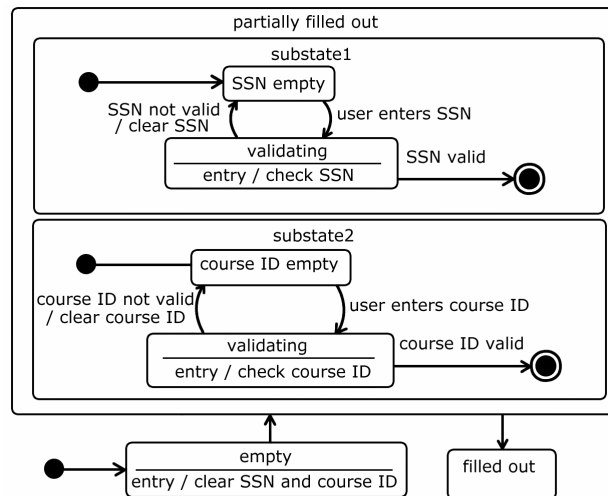 partially filled out
substate1
SSN empty
SSN not valid
/ clear SSN
user enters SSN
validating
entry / check SSN
SSN valid
substate2
course ID empty
course ID not valid
/ clear course ID
user enters course ID
validating
entry / check course ID
course ID valid
empty
entry / clear SSN and course ID
filled out